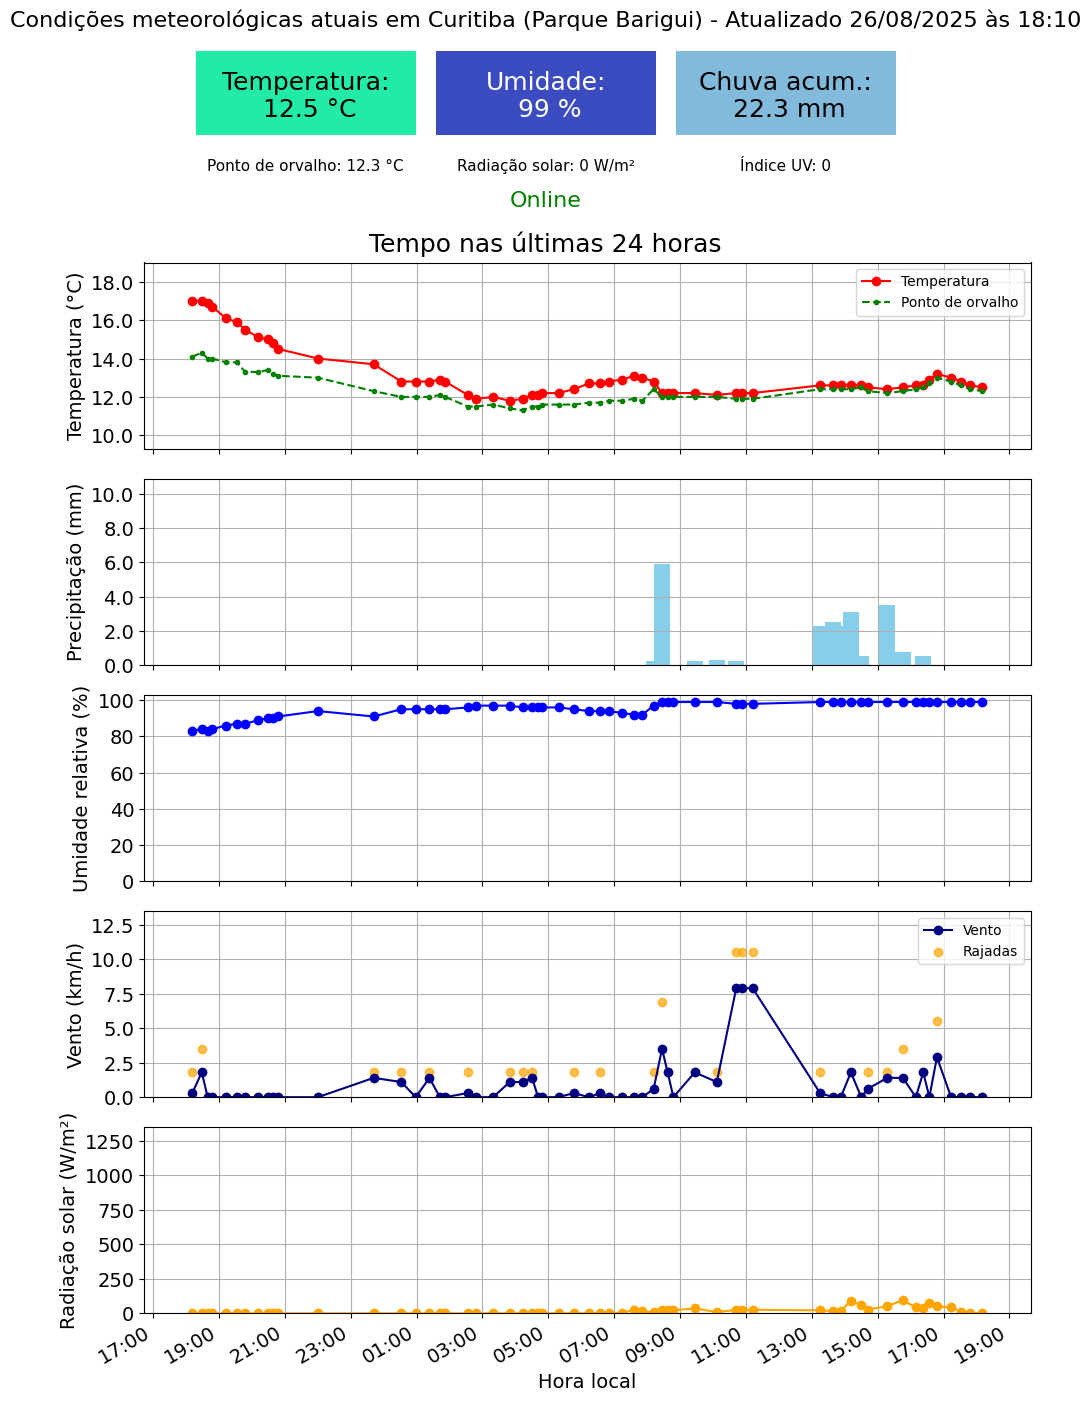 Condições meteorológicas atuais em Curitiba (Parque Barigui) - Atualizado 26/08/2025 às 18:10
Temperatura:
12.5 °C
Umidade:
99 %
Chuva acum.:
22.3 mm
Ponto de orvalho: 12.3 °C
Radiação solar: 0 W/m²
Índice UV: 0
Online
Tempo nas últimas 24 horas
Temperatura (°C)
18.0
16.0
14.0
12.0
10.0
Temperatura
Ponto de orvalho
Precipitação (mm)
10.0
8.0
6.0
4.0
2.0
0.0
Umidade relativa (%)
100
80
60
40
20
0
Vento (km/h)
12.5
10.0
7.5
5.0
2.5
0.0
Vento
Rajadas
Radiação solar (W/m²)
1250
1000
750
500
250
0
17:00 19:00 21:00 23:00 01:00 03:00 05:00 07:00 09:00 11:00 13:00 15:00 17:00 19:00
Hora local